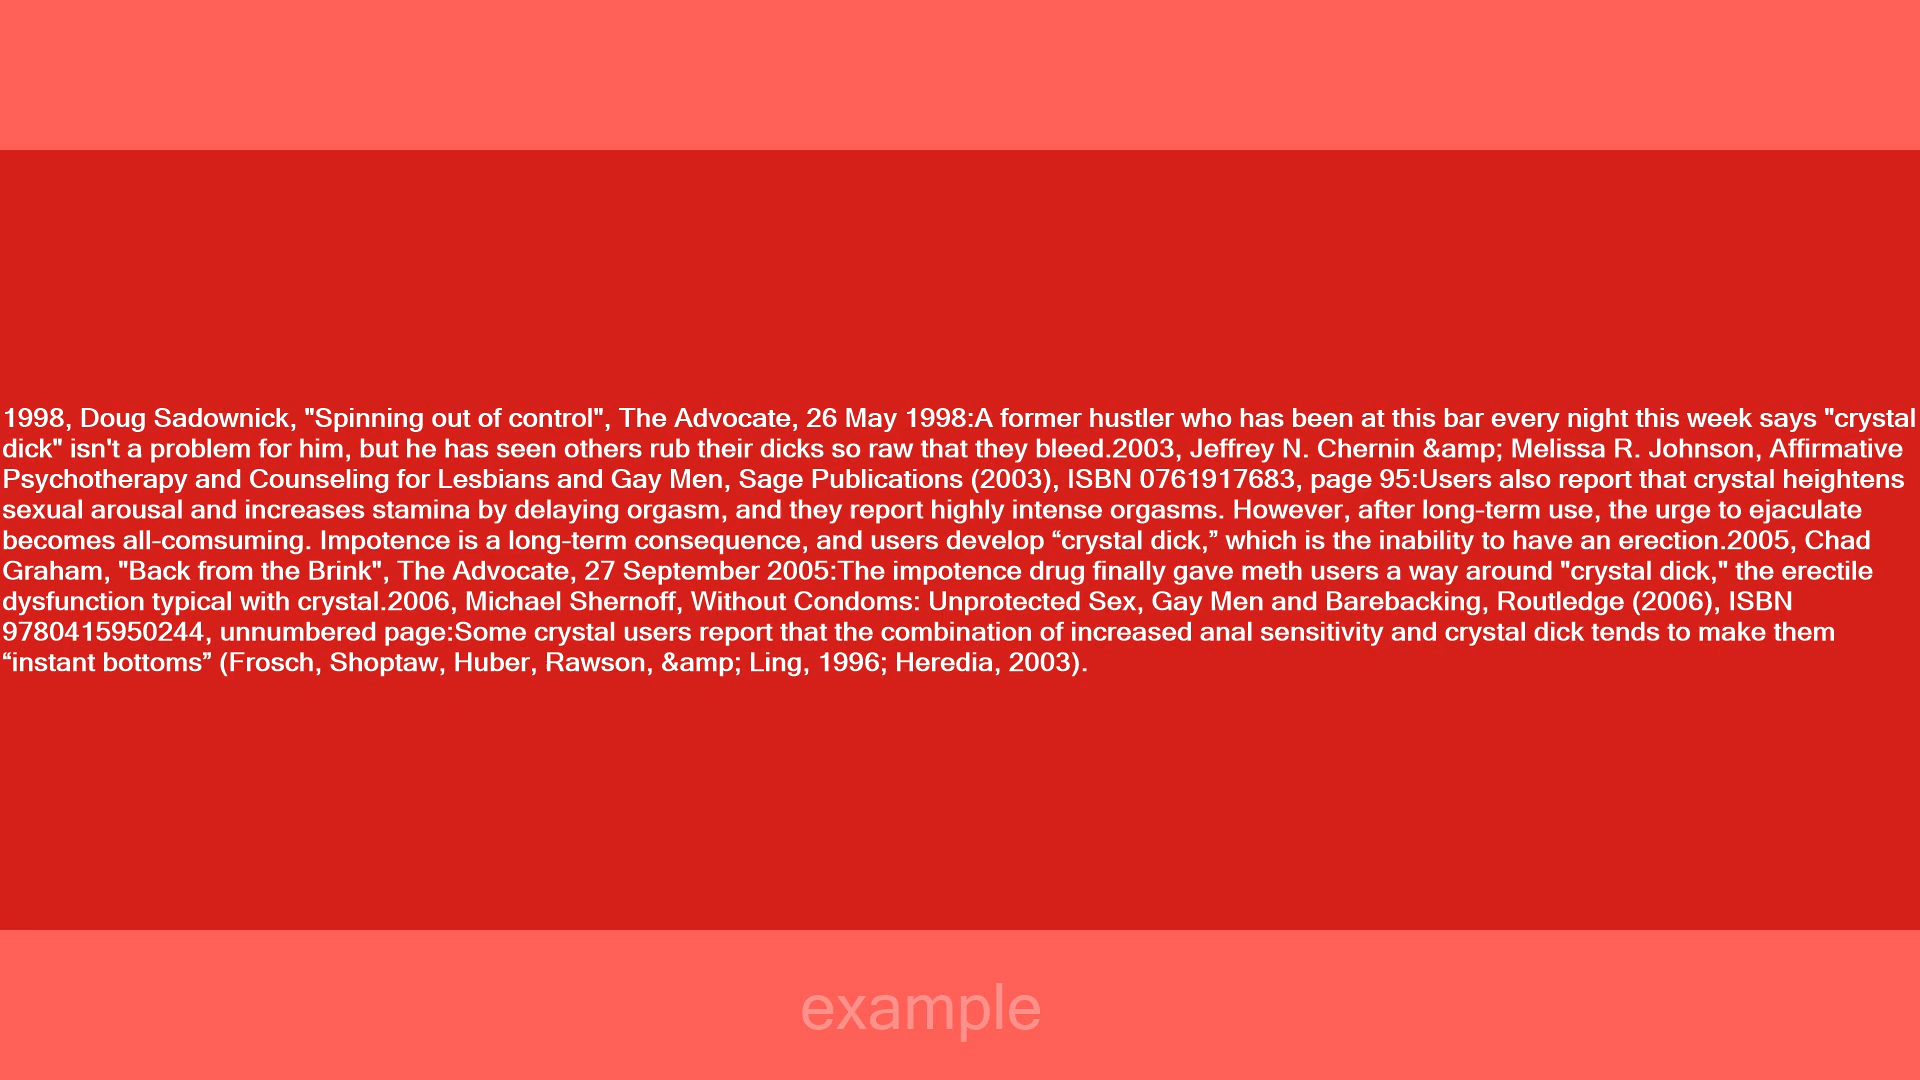 1998, Doug Sadownick, "Spinning out of control", The Advocate, 26 May 1998:A former hustler who has been at this bar every night this week says "crystal
dick" isn't a problem for him, but he has seen others rub their dicks so raw that they bleed.2003, Jeffrey N. Chernin &amp; Melissa R. Johnson, Affirmative
Psychotherapy and Counseling for Lesbians and Gay Men, Sage Publications (2003), ISBN 0761917683, page 95:Users also report that crystal heightens
sexual arousal and increases stamina by delaying orgasm, and they report highly intense orgasms. However, after long-term use, the urge to ejaculate
becomes all-comsuming. Impotence is a long-term consequence, and users develop “crystal dick,” which is the inability to have an erection.2005, Chad
Graham, "Back from the Brink", The Advocate, 27 September 2005:The impotence drug finally gave meth users a way around "crystal dick," the erectile
dysfunction typical with crystal.2006, Michael Shernoff, Without Condoms: Unprotected Sex, Gay Men and Barebacking, Routledge (2006), ISBN
9780415950244, unnumbered page:Some crystal users report that the combination of increased anal sensitivity and crystal dick tends to make them
“instant bottoms” (Frosch, Shoptaw, Huber, Rawson, &amp; Ling, 1996; Heredia, 2003).
example